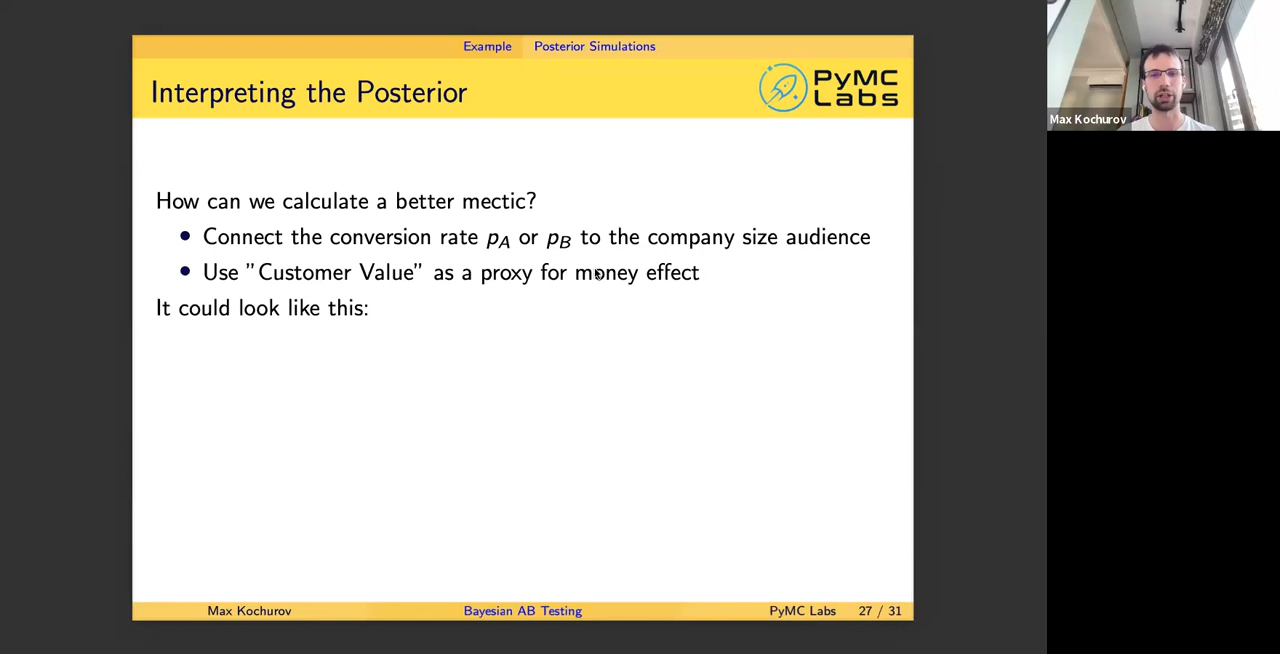 Example Posterior Simulations
Interpreting the Posterior
PyMC
Labs
How can we calculate a better mectic?
• Connect the conversion rate pA or pB to the company size audience
• Use ”Customer Value” as a proxy for money effect
It could look like this:
Max Kochurov Bayesian AB Testing PyMC Labs 27 / 31
Max Kochurov